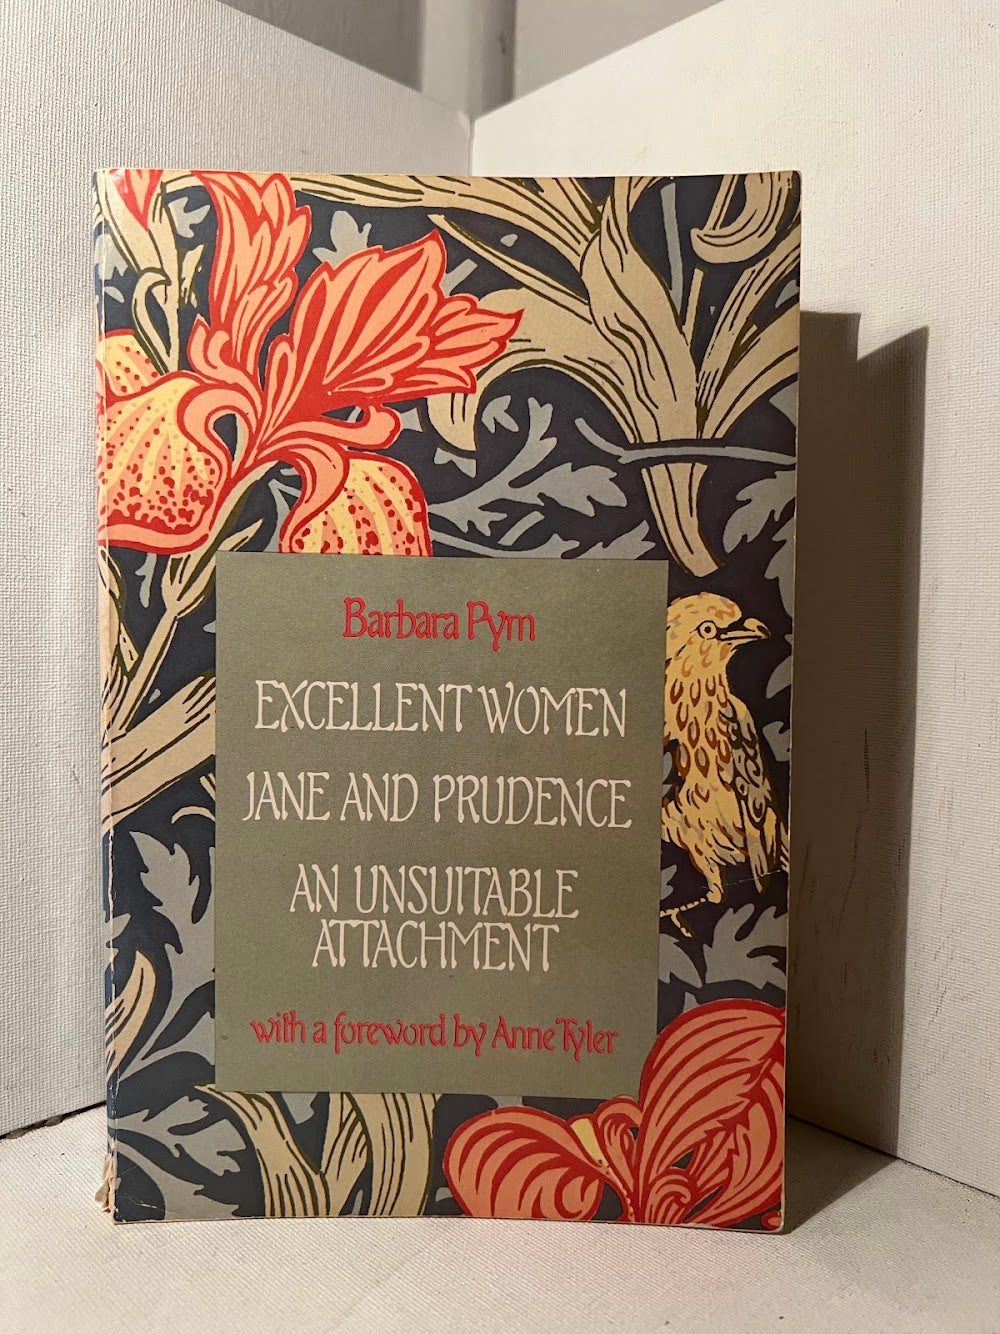 Barbara Pym
EXCELLENT WOMEN
JANE AND PRUDENCE
AN UNSUITABLE
ATTACHMENT
with a foreword by Anne Tyler